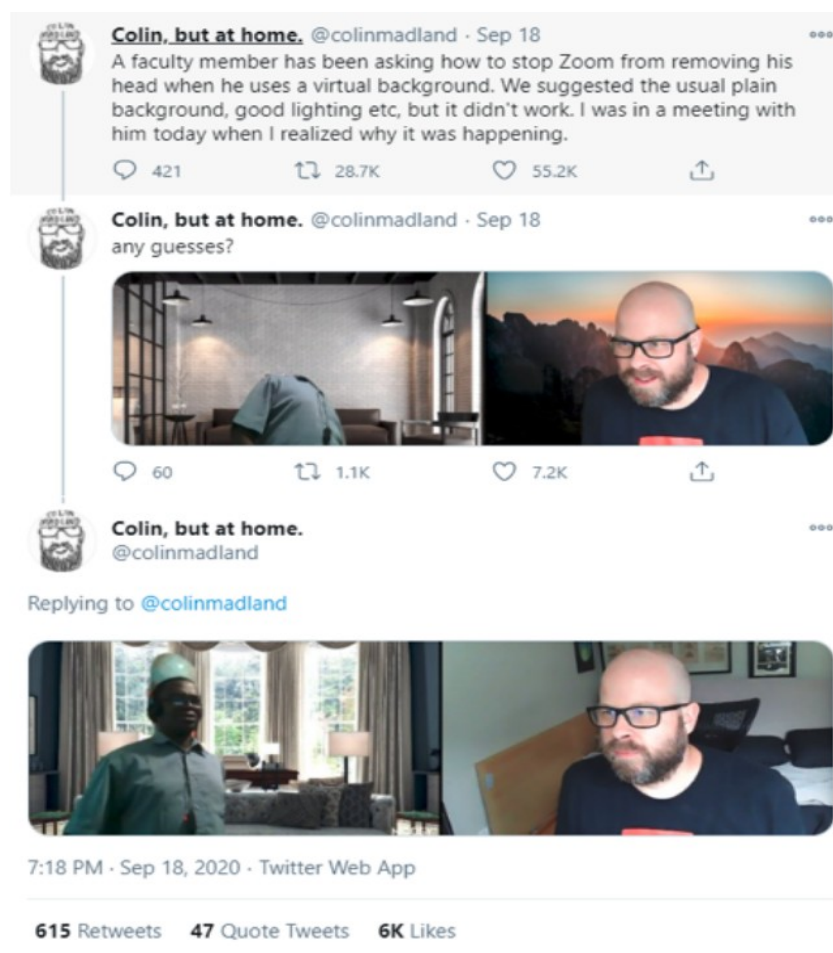 Colin, but at home. @colinmadland · Sep 18
A faculty member has been asking how to stop Zoom from removing his
head when he uses a virtual background. We suggested the usual plain
background, good lighting etc, but it didn't work. I was in a meeting with
him today when I realized why it was happening.
421 28.7K 55.2K
Colin, but at home. @colinmadland · Sep 18
any guesses?
60 1.1K 7.2K
Colin, but at home.
@colinmadland
Replying to @colinmadland
7:18 PM · Sep 18, 2020 · Twitter Web App
615 Retweets 47 Quote Tweets 6K Likes